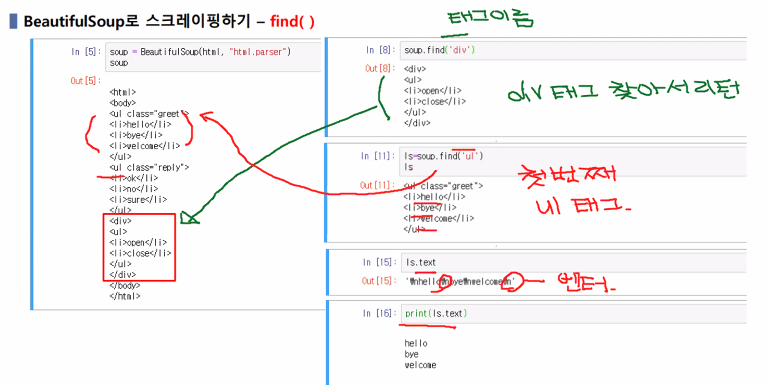 BeautifulSoup로 스크레이핑하기 – find( )
In [5]: soup = BeautifulSoup(html, "html.parser")
soup
Out[5]:
<html>
<body>
<ul class="greet">
<li>hello</li>
<li>bye</li>
<li>welcome</li>
</ul>
<ul class="reply">
<li>ok</li>
<li>no</li>
<li>sure</li>
</ul>
<div>
<ul>
<li>open</li>
<li>close</li>
</ul>
</div>
</body>
</html>
태그이름
In [8]: soup.find('div')
Out[8]: <div>
<ul>
<li>open</li>
<li>close</li>
</ul>
</div>
div 태그 찾아서 리턴
In [11]: ls=soup.find('ul')
ls
Out[11]: <ul class="greet">
<li>hello</li>
<li>bye</li>
<li>welcome</li>
</ul>
첫번째
태그.
In [15]: ls.text
Out[15]: '\nhello\nbye\nwelcome\n'
엔터.
In [16]: print(ls.text)
hello
bye
welcome